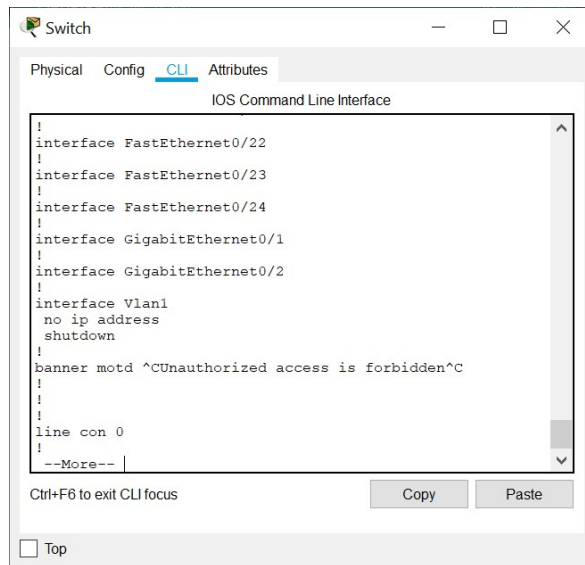 Switch
Physical Config CLI Attributes
IOS Command Line Interface
!
interface FastEthernet0/22
!
interface FastEthernet0/23
!
interface FastEthernet0/24
!
interface GigabitEthernet0/1
!
interface GigabitEthernet0/2
!
interface Vlan1
no ip address
shutdown
!
banner motd ^CUnauthorized access is forbidden^C
!
!
!
line con 0
!
--More--
Ctrl+F6 to exit CLI focus
Copy
Paste
Top